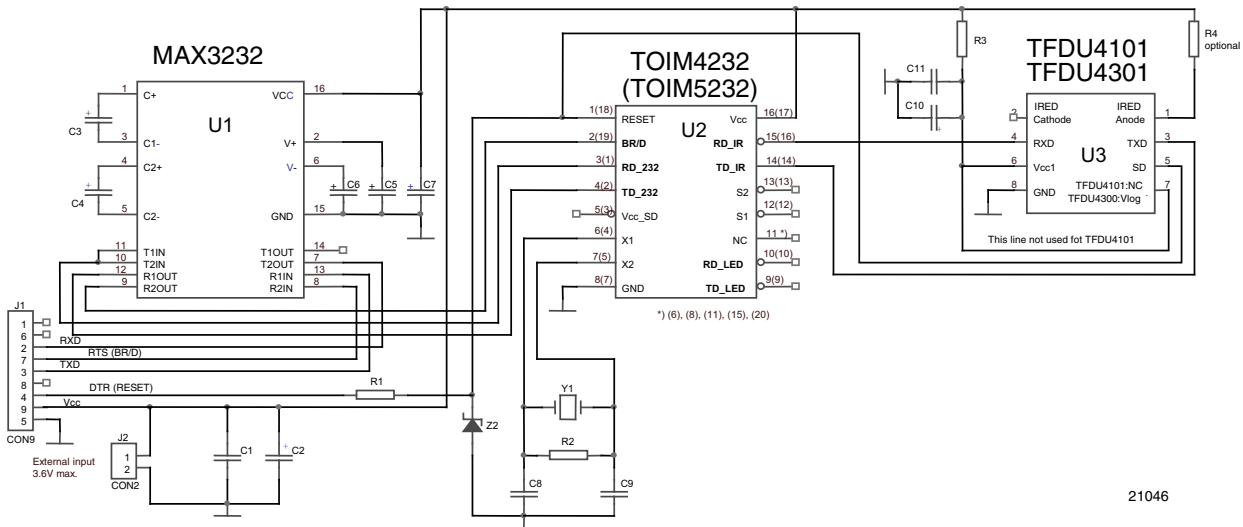 MAX3232
TOIM4232
(TOIM5232)
TFDU4101
TFDU4301
R3
R4
optional
C11
C10
U1
1 C+
3 C1-
4 C2+
5 C2-
11 T1IN
10 T2IN
12 R1OUT
9 R2OUT
VCC 16
V+ 2
V- 6
GND 15
T1OUT 14
T2OUT 7
R1IN 13
R2IN 8
C3
C4
+
+
+ + +
C6 C5 C7
U2
1(18) RESET
2(19) BR/D
3(1) RD_232
4(2) TD_232
5(3) Vcc_SD
6(4) X1
7(5) X2
8(7) GND
Vcc 16(17)
RD_IR 15(16)
TD_IR 14(14)
S2 13(13)
S1 12(12)
NC 11 *)
RD_LED 10(10)
TD_LED 9(9)
*) (6), (8), (11), (15), (20)
U3
2 IRED
Cathode
4 RXD
6 Vcc1
8 GND
IRED 1
Anode
TXD 3
SD 5
TFDU4101:NC 7
TFDU4300:Vlog
+
This line not used fot TFDU4101
J1
1
6
2 RXD
7 RTS (BR/D)
3 TXD
8
4 DTR (RESET)
9 Vcc
5
CON9
R1
External input
3.6V max.
J2
1
2
CON2
C1
+
C2
Z2
Y1
R2
C8
C9
21046